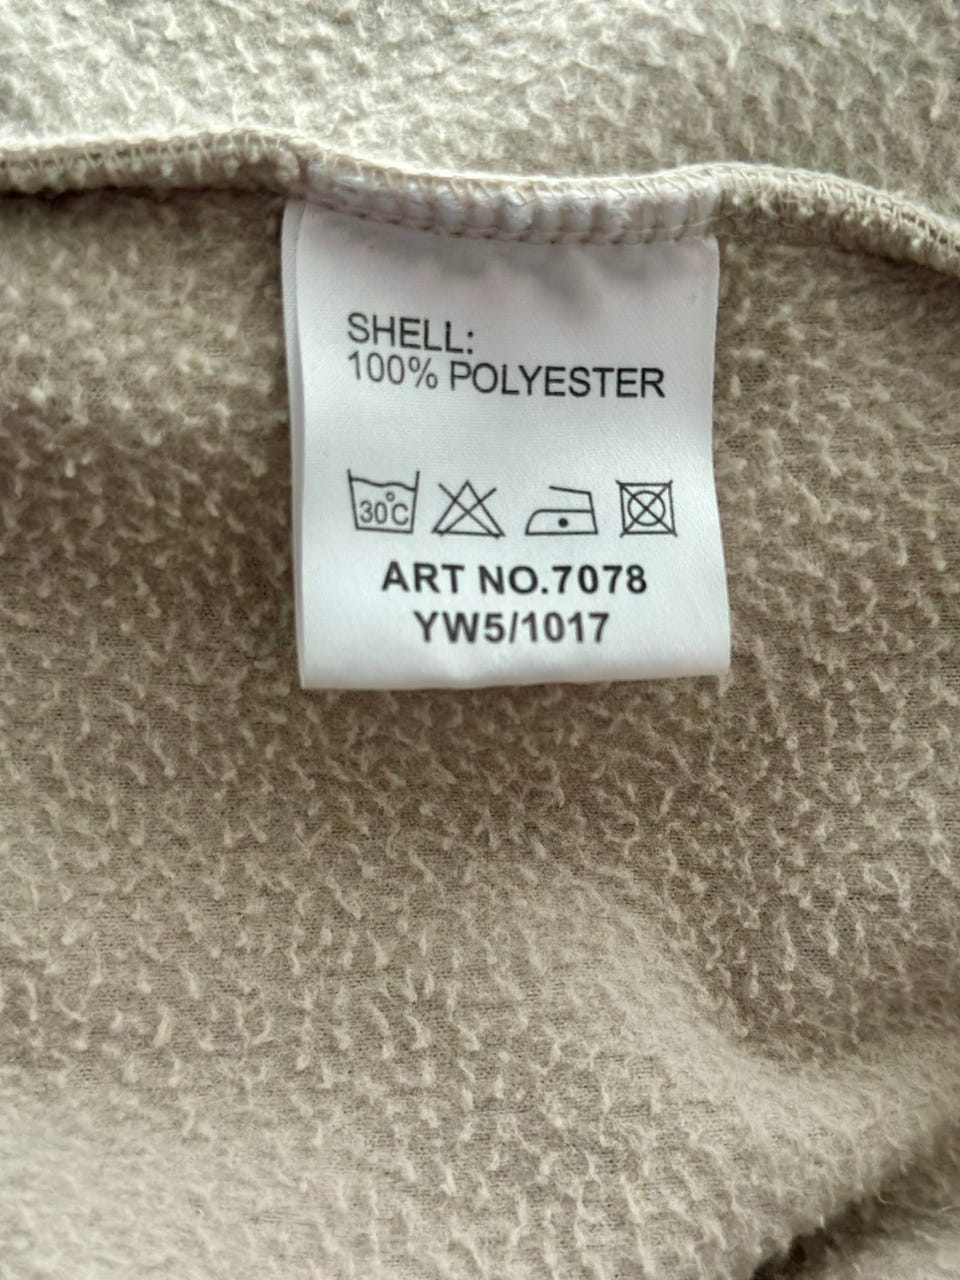 SHELL:
100% POLYESTER
30°C
ART NO.7078
YW5/1017